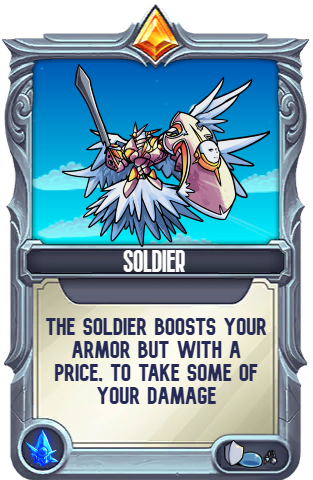 SOLDIER
THE SOLDIER BOOSTS YOUR
ARMOR BUT WITH A
PRICE. TO TAKE SOME OF
YOUR DAMAGE